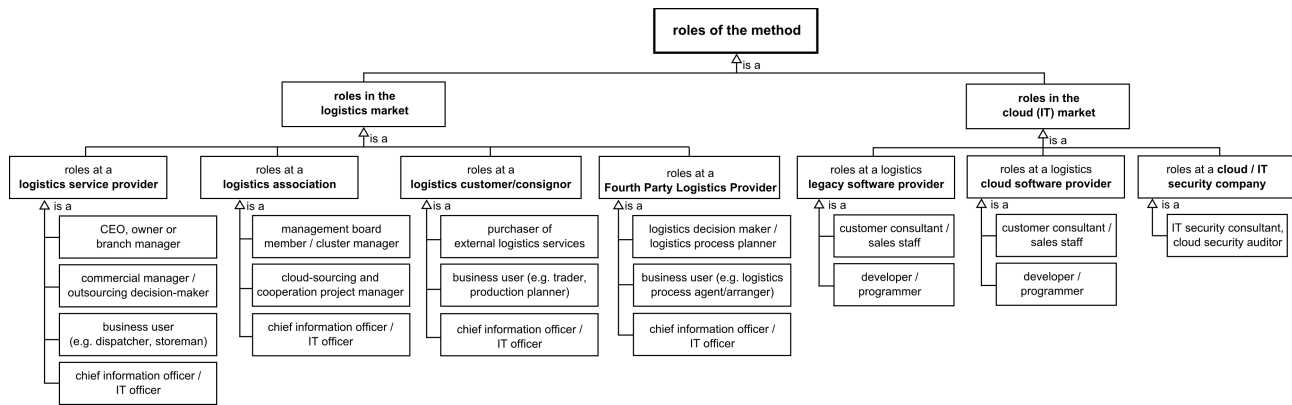 roles of the method
is a
roles in the
logistics market
roles in the
cloud (IT) market
is a
is a
roles at a
logistics service provider
roles at a
logistics association
roles at a
logistics customer/consignor
roles at a
Fourth Party Logistics Provider
roles at a logistics
legacy software provider
roles at a logistics
cloud software provider
roles at a cloud / IT
security company
is a
is a
is a
is a
is a
is a
is a
CEO, owner or
branch manager
commercial manager /
outsourcing decision-maker
business user
(e.g. dispatcher, storeman)
chief information officer /
IT officer
management board
member / cluster manager
cloud-sourcing and
cooperation project manager
chief information officer /
IT officer
purchaser of
external logistics services
business user (e.g. trader,
production planner)
chief information officer /
IT officer
logistics decision maker /
logistics process planner
business user (e.g. logistics
process agent/arranger)
chief information officer /
IT officer
customer consultant /
sales staff
developer /
programmer
customer consultant /
sales staff
developer /
programmer
IT security consultant,
cloud security auditor